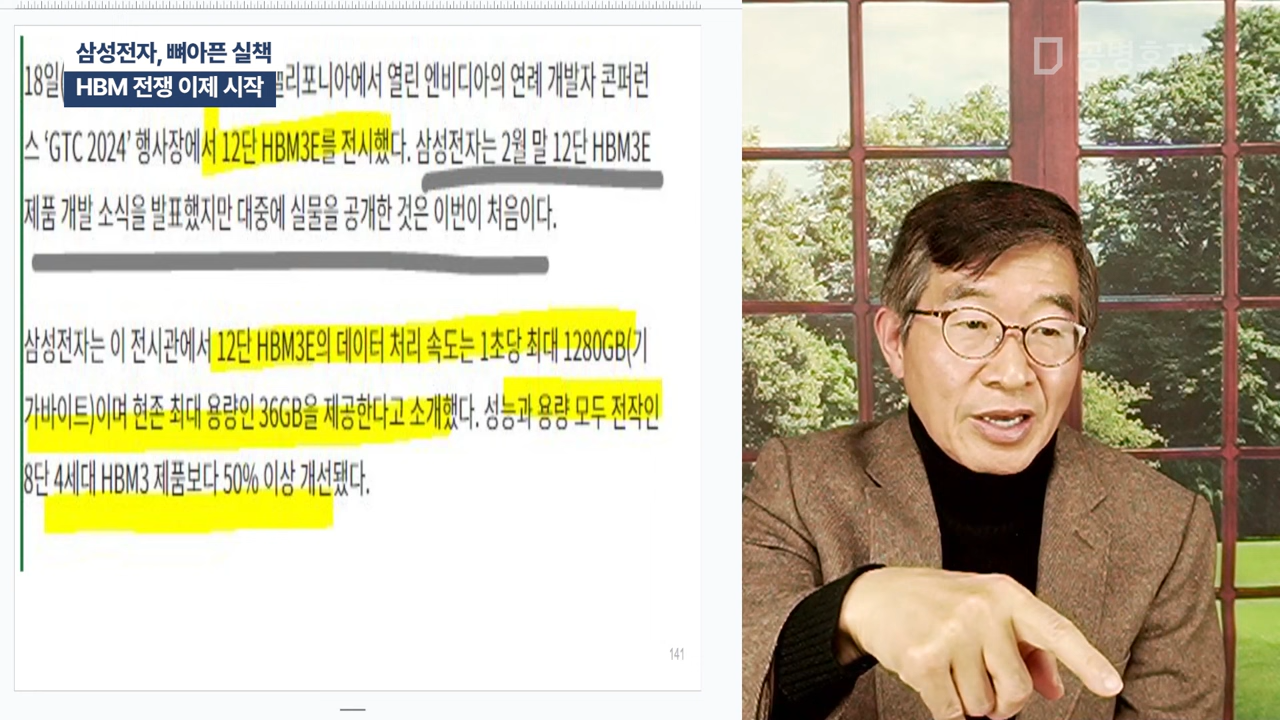 삼성전자, 뼈아픈 실책
HBM 전쟁 이제 시작
18일( 캘리포니아에서 열린 엔비디아의 연례 개발자 콘퍼런
스 ‘GTC 2024’ 행사장에서 12단 HBM3E를 전시했다. 삼성전자는 2월 말 12단 HBM3E
제품 개발 소식을 발표했지만 대중에 실물을 공개한 것은 이번이 처음이다.
삼성전자는 이 전시관에서 12단 HBM3E의 데이터 처리 속도는 1초당 최대 1280GB(기
가바이트)이며 현존 최대 용량인 36GB을 제공한다고 소개했다. 성능과 용량 모두 전작인
8단 4세대 HBM3 제품보다 50% 이상 개선됐다.
141
공병호TV